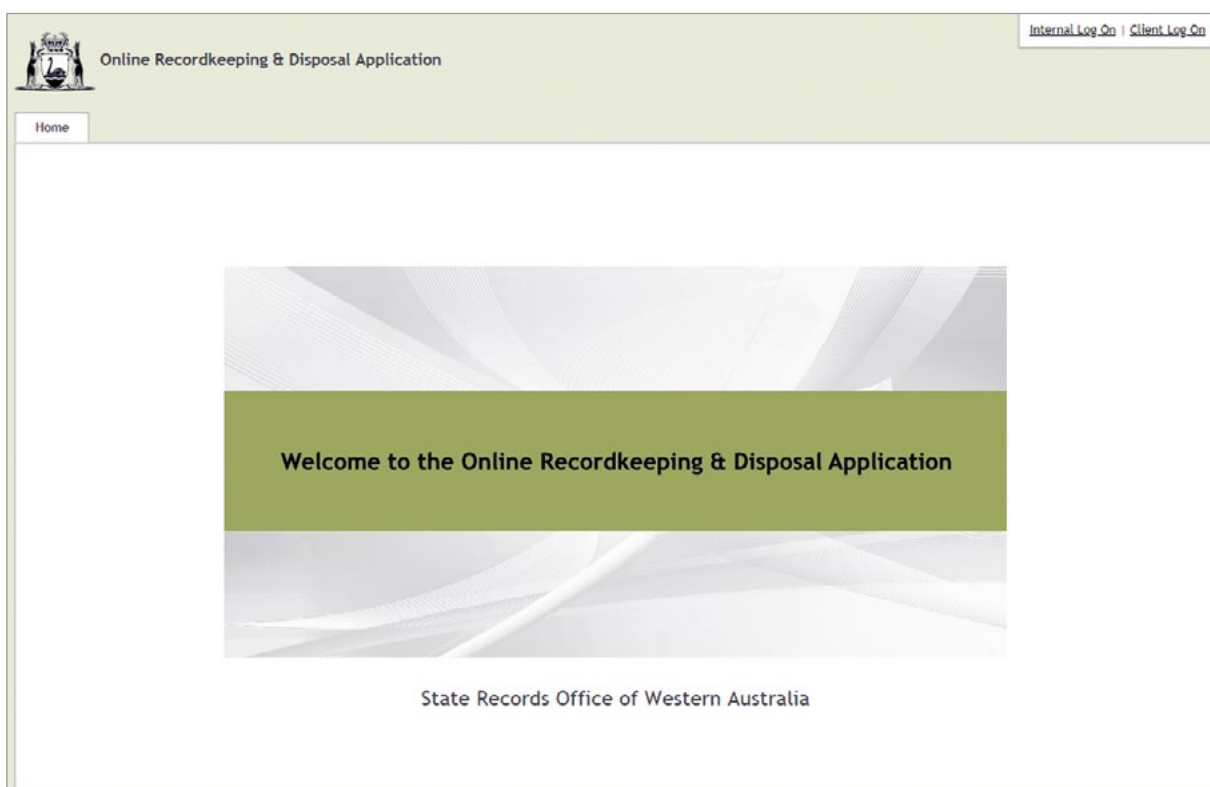 Internal Log On | Client Log On
Online Recordkeeping & Disposal Application
Home
Welcome to the Online Recordkeeping & Disposal Application
State Records Office of Western Australia